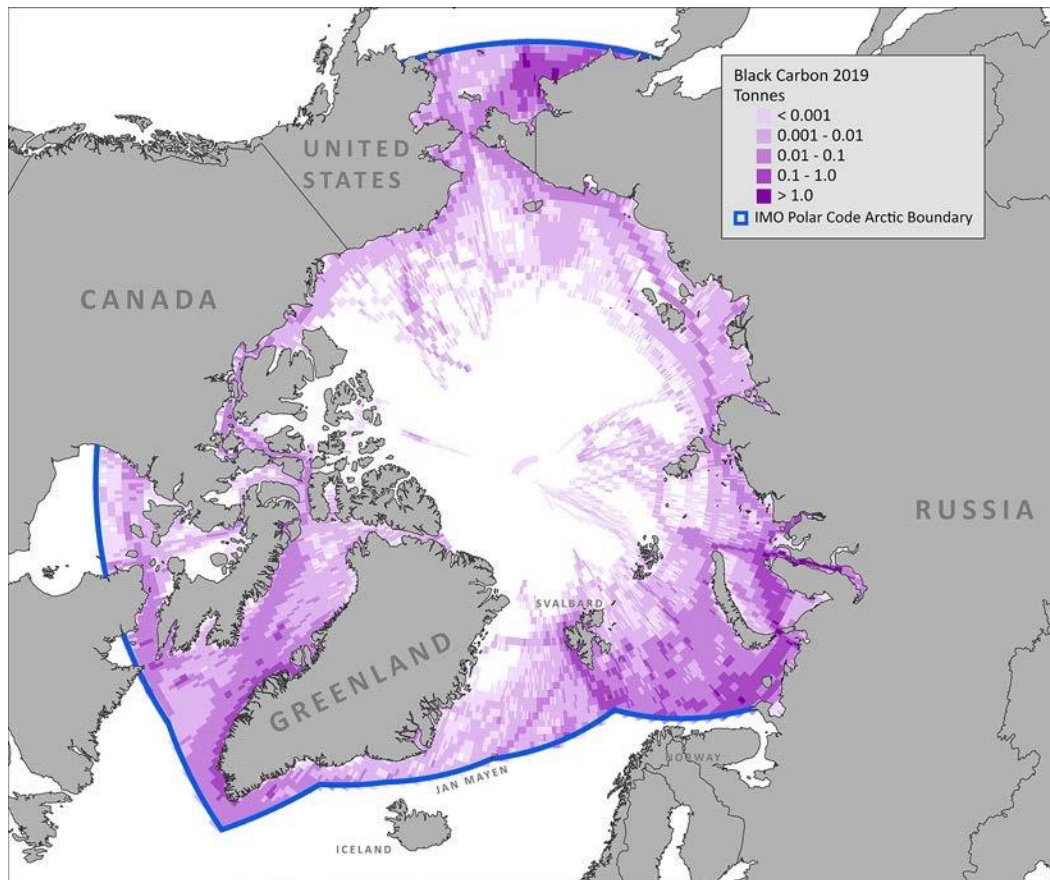 Black Carbon 2019
Tonnes
< 0.001
0.001 - 0.01
0.01 - 0.1
0.1 - 1.0
> 1.0
IMO Polar Code Arctic Boundary
UNITED
STATES
CANADA
RUSSIA
SVALBARD
GREENLAND
NORWAY
JAN MAYEN
ICELAND